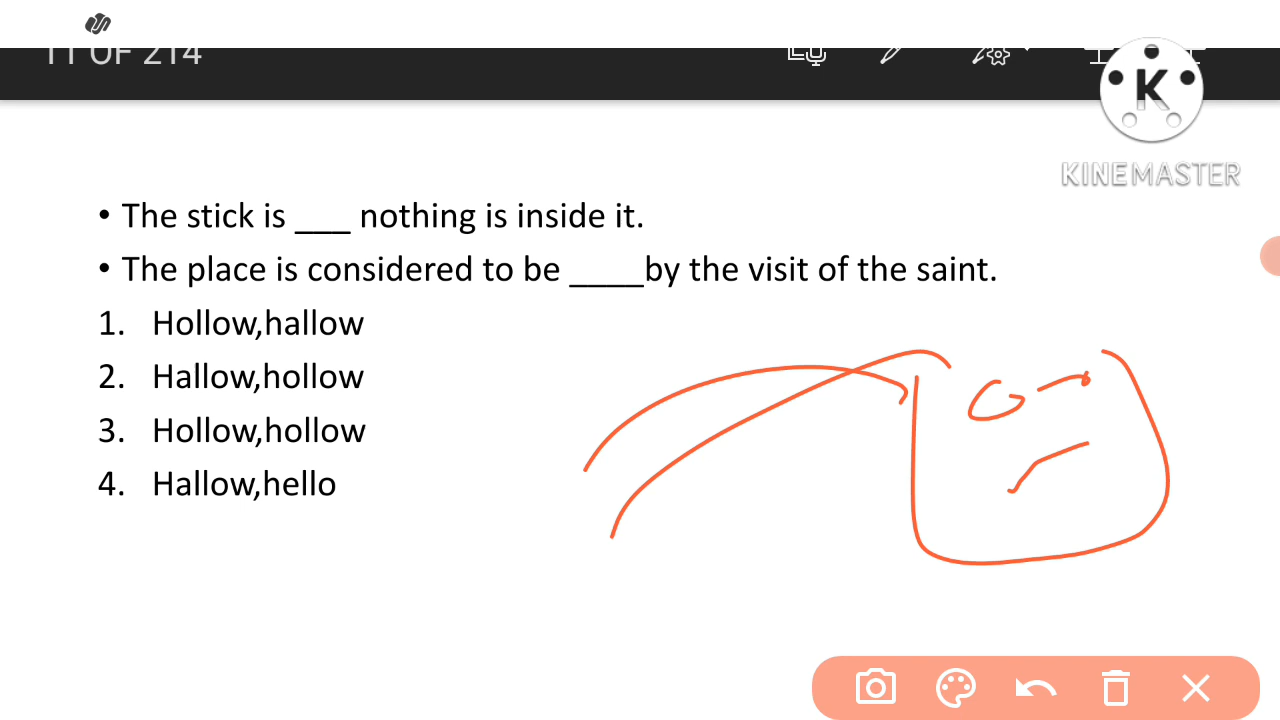 11 OF 214
K
KINEMASTER
• The stick is ___ nothing is inside it.
• The place is considered to be ____by the visit of the saint.
1. Hollow,hallow
2. Hallow,hollow
3. Hollow,hollow
4. Hallow,hello